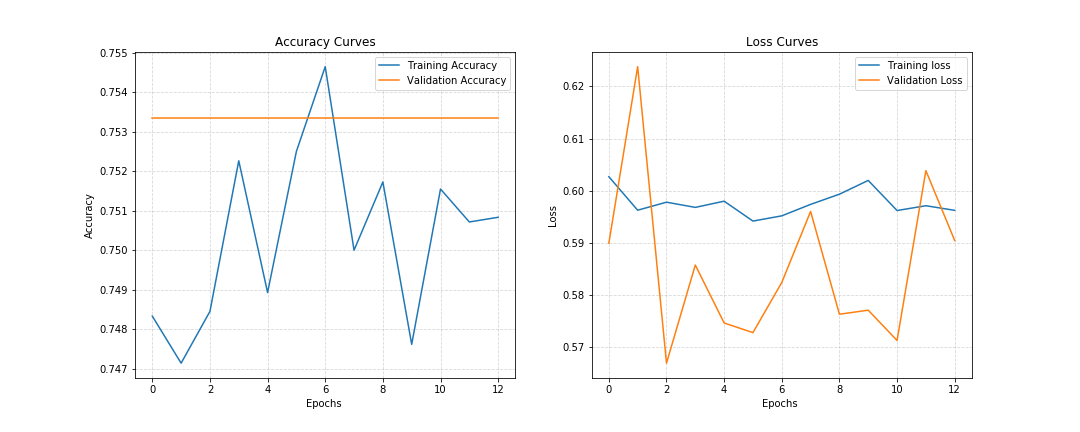 Accuracy Curves
0.755
0.754
0.753
0.752
0.751
0.750
0.749
0.748
0.747
Accuracy
Training Accuracy
Validation Accuracy
0 2 4 6 8 10 12
Epochs
Loss Curves
0.62
0.61
0.60
0.59
0.58
0.57
Loss
Training loss
Validation Loss
0 2 4 6 8 10 12
Epochs